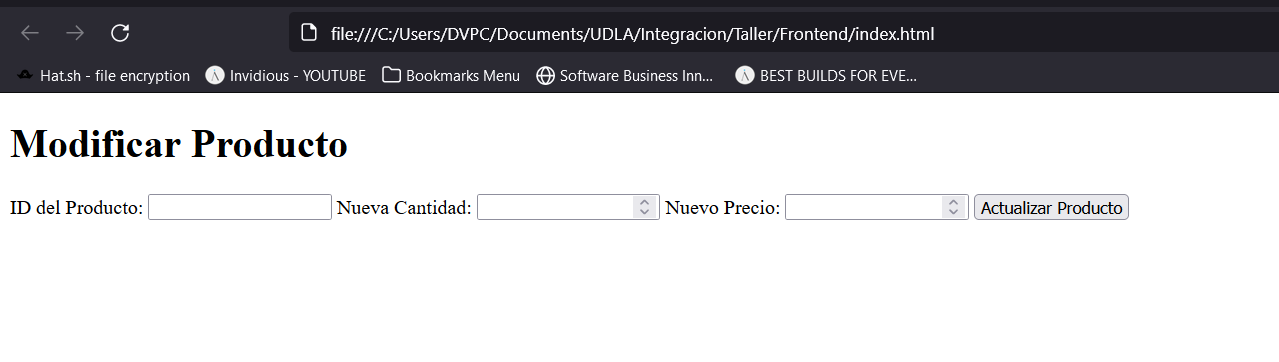 file:///C:/Users/DVPC/Documents/UDLA/Integracion/Taller/Frontend/index.html
Hat.sh - file encryption Invidious - YOUTUBE Bookmarks Menu Software Business Inn... BEST BUILDS FOR EVE...
Modificar Producto
ID del Producto: Nueva Cantidad: Nuevo Precio: Actualizar Producto